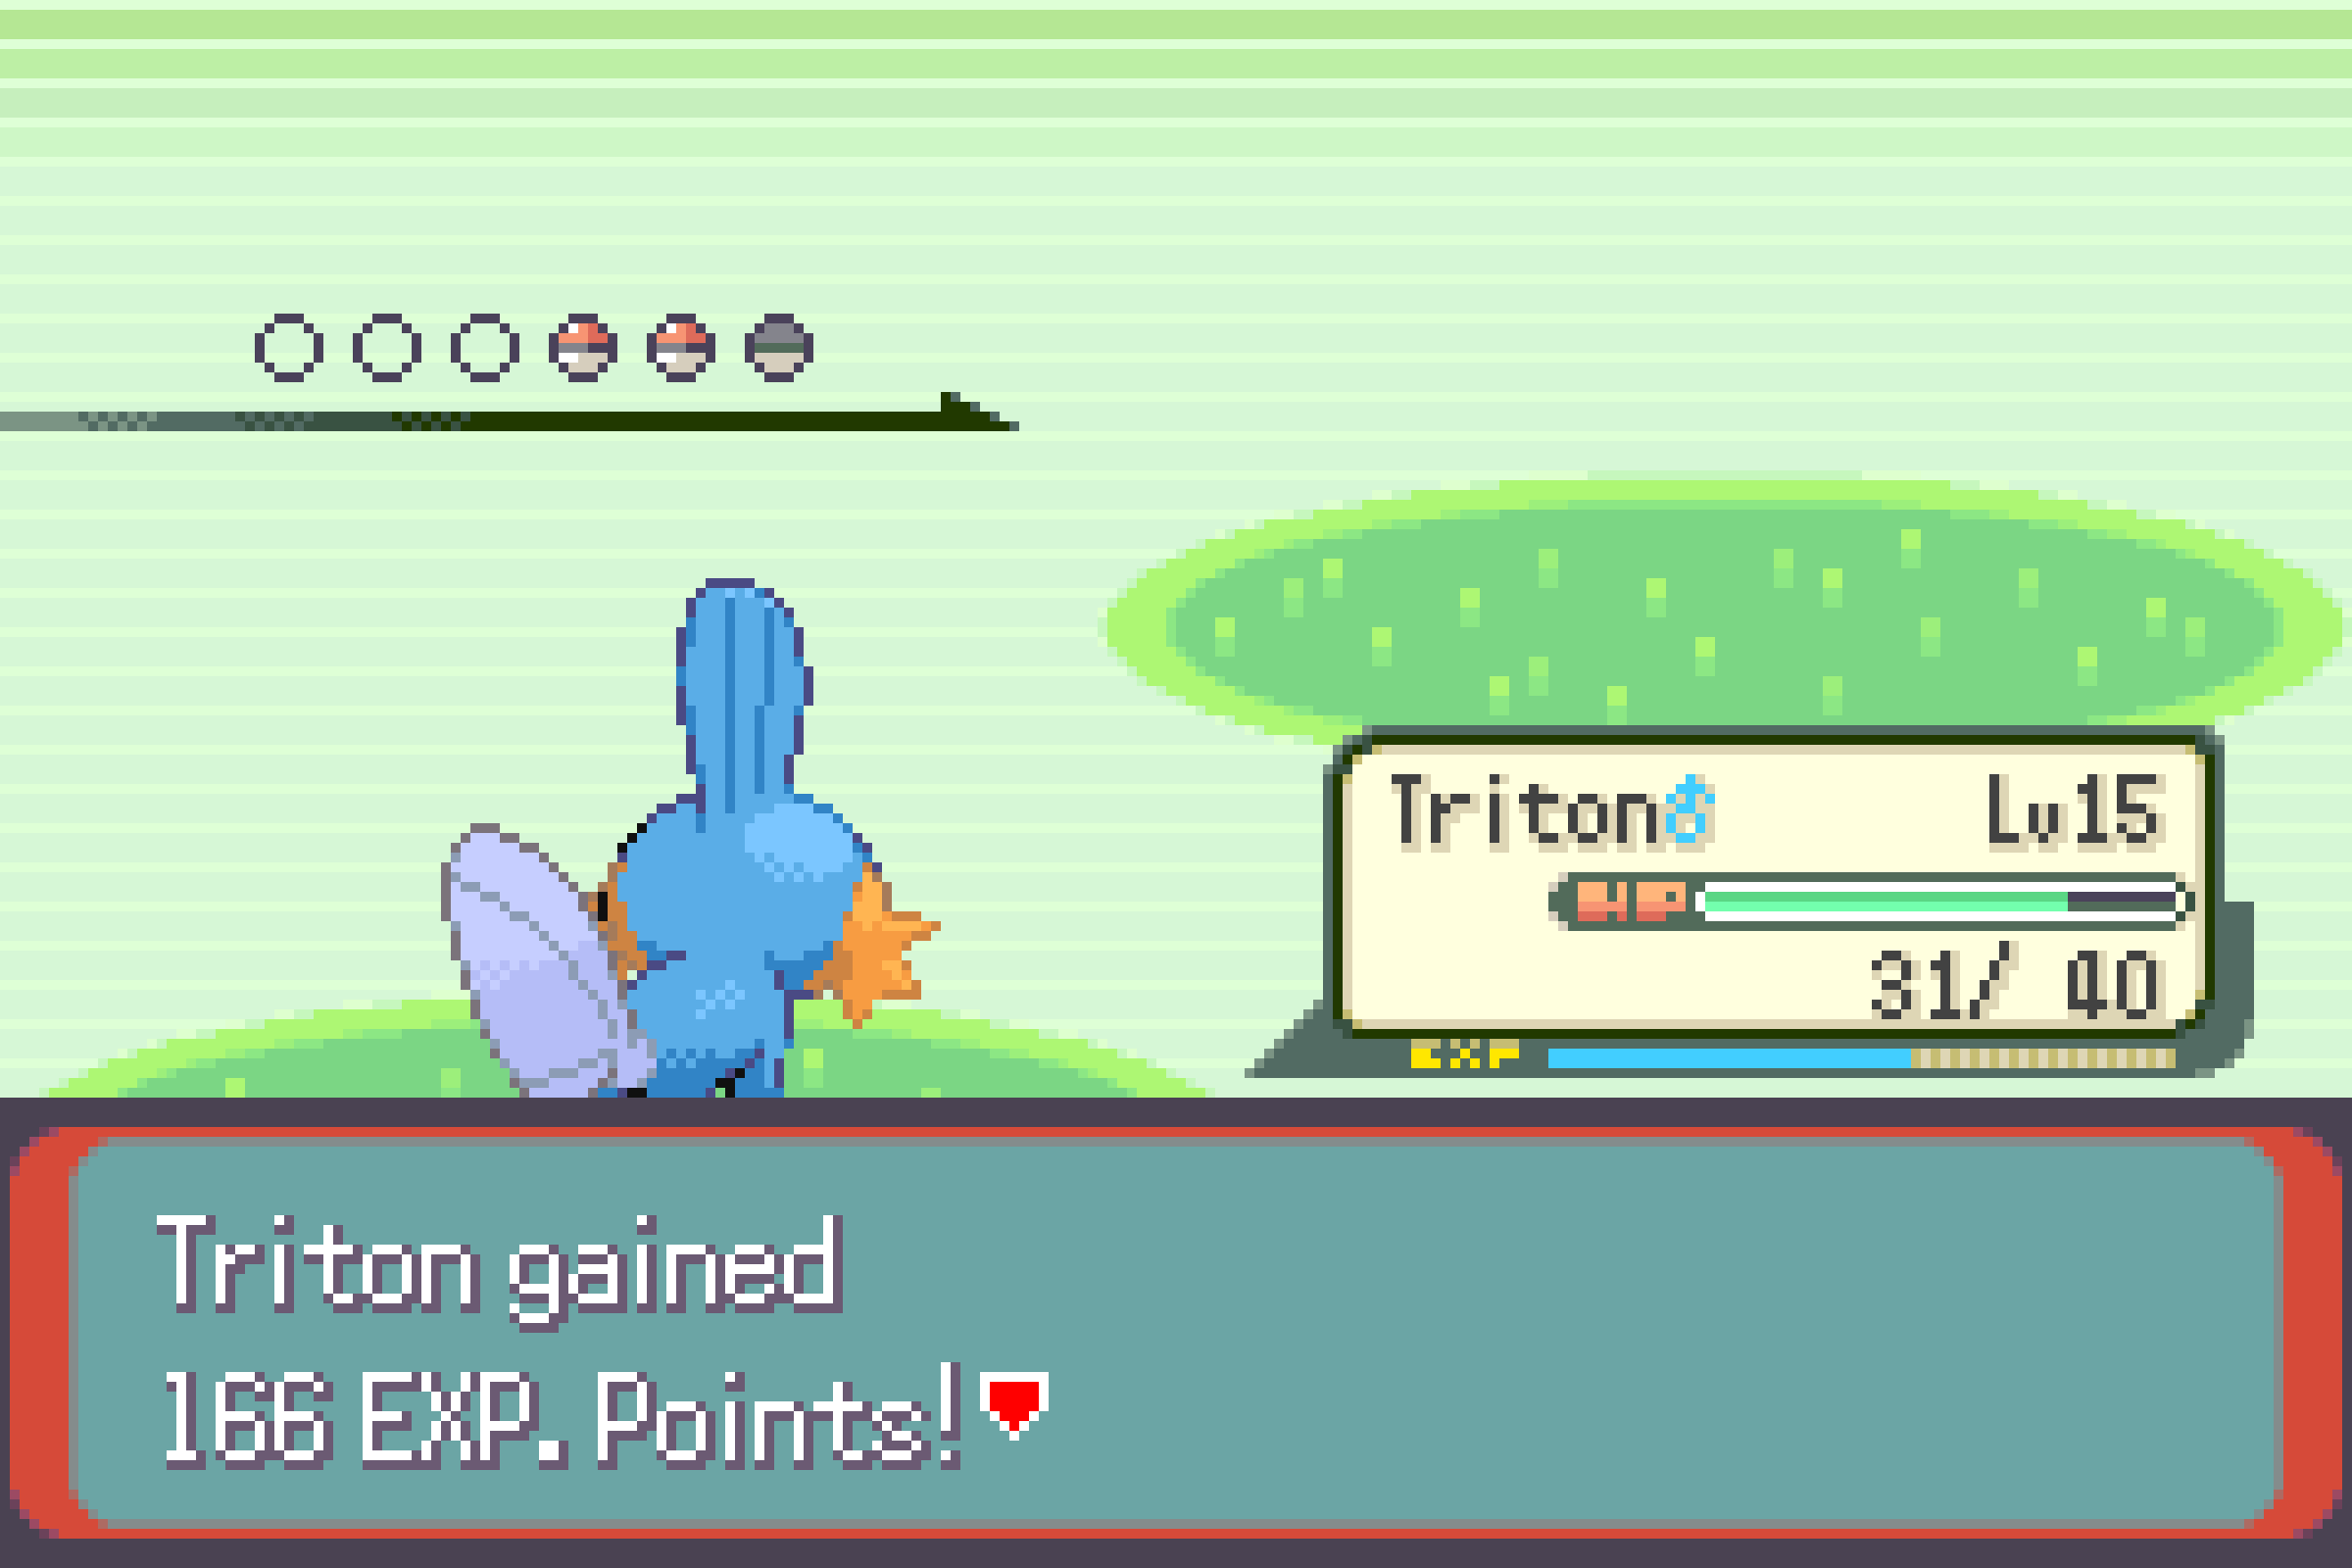 Triton♂ Lv15
HP
31/ 40
EXP
Triton gained
166 EXP. Points!